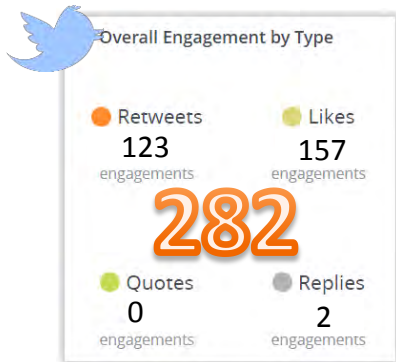 Overall Engagement by Type
Retweets
Likes
123
157
engagements
engagements
282
Quotes
Replies
0
2
engagements
engagements